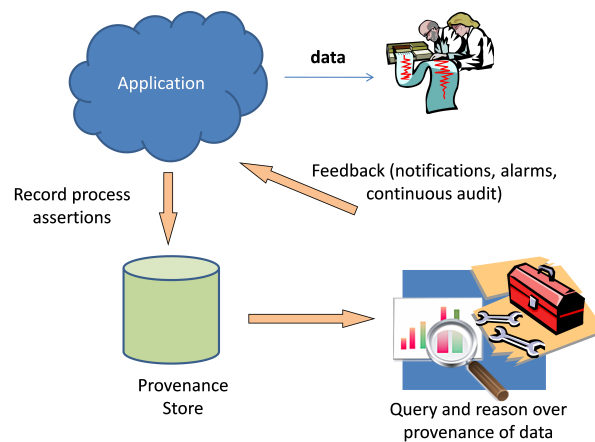 Application
data
Feedback (notifications, alarms,
continuous audit)
Record process
assertions
Provenance
Store
Query and reason over
provenance of data